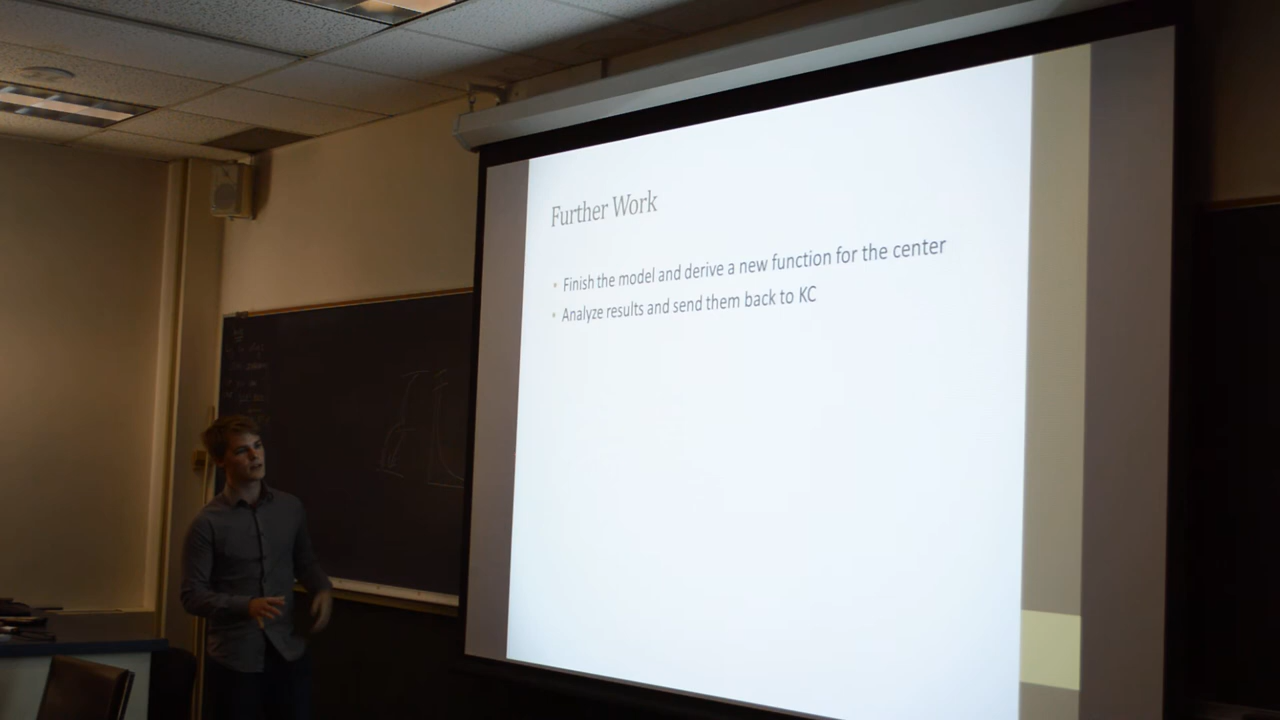 Further Work
Finish the model and derive a new function for the center
Analyze results and send them back to KC